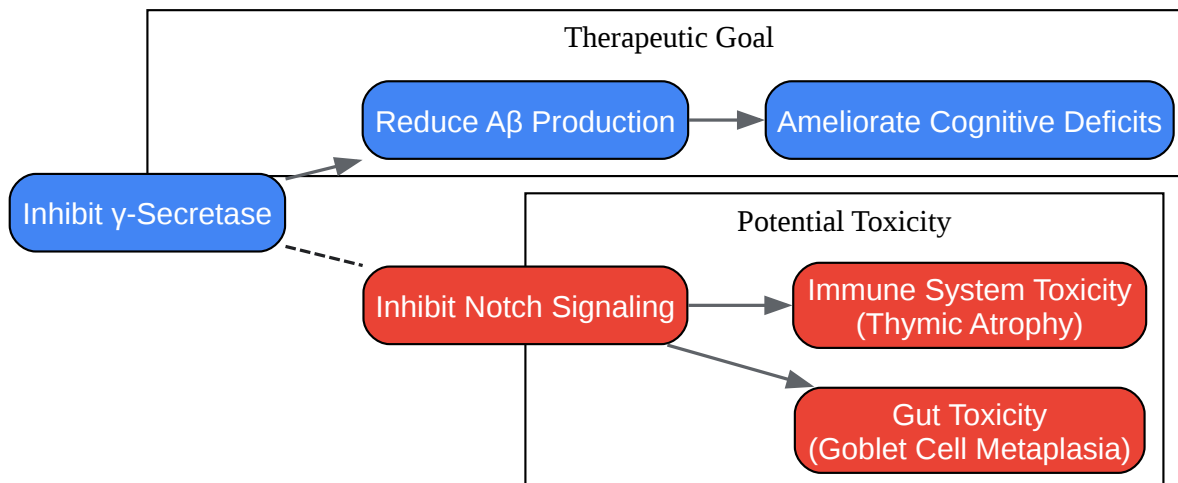 Therapeutic Goal
Reduce Aβ Production
Ameliorate Cognitive Deficits
Inhibit γ-Secretase
Potential Toxicity
Inhibit Notch Signaling
Immune System Toxicity
(Thymic Atrophy)
Gut Toxicity
(Goblet Cell Metaplasia)